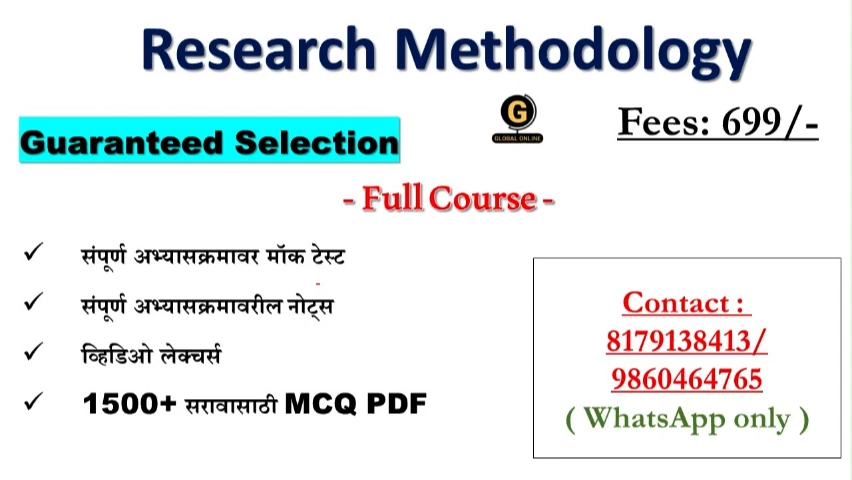 Research Methodology
G
GLOBAL ONLINE
Fees: 699/-
Guaranteed Selection
- Full Course -
✓ संपूर्ण अभ्यासक्रमावर मॉक टेस्ट
✓ संपूर्ण अभ्यासक्रमावरील नोट्स
✓ व्हिडिओ लेक्चर्स
✓ 1500+ सरावासाठी MCQ PDF
Contact :
8179138413/
9860464765
( WhatsApp only )